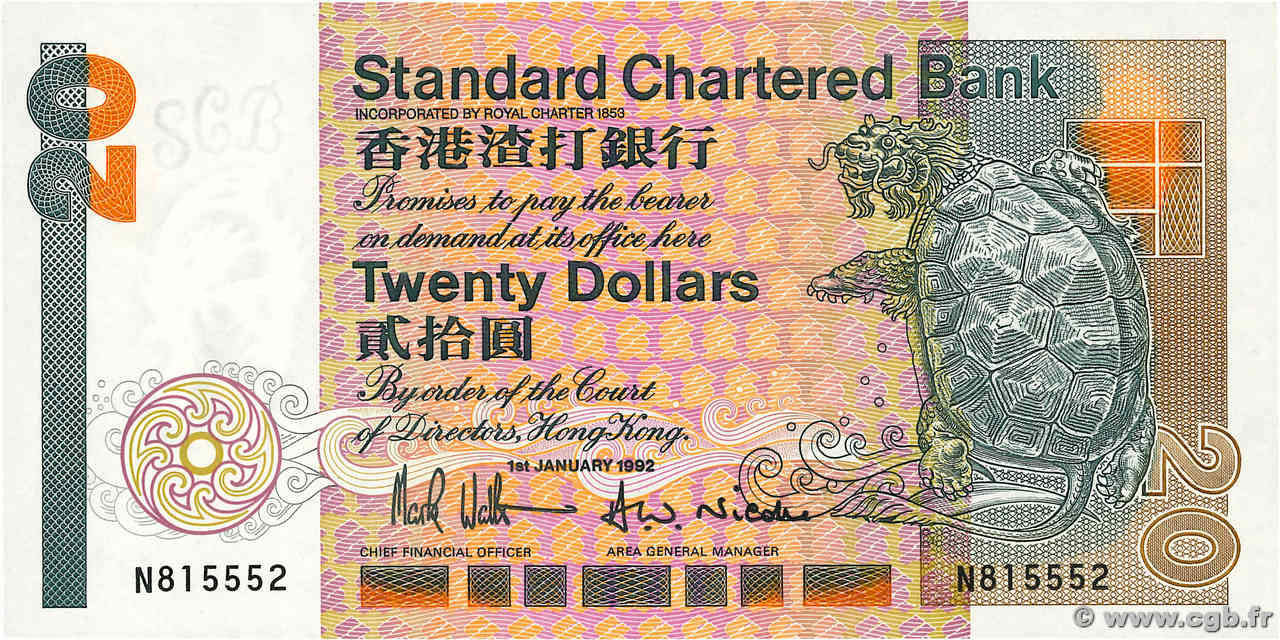 20
SCB
Standard Chartered Bank
INCORPORATED BY ROYAL CHARTER 1853
香港渣打銀行
Promises to pay the bearer
on demand at its office here
Twenty Dollars
貳拾圓
By order of the Court
of Directors, Hong Kong.
1st JANUARY 1992
CHIEF FINANCIAL OFFICER
AREA GENERAL MANAGER
N815552
N815552
20
© www.cgb.fr